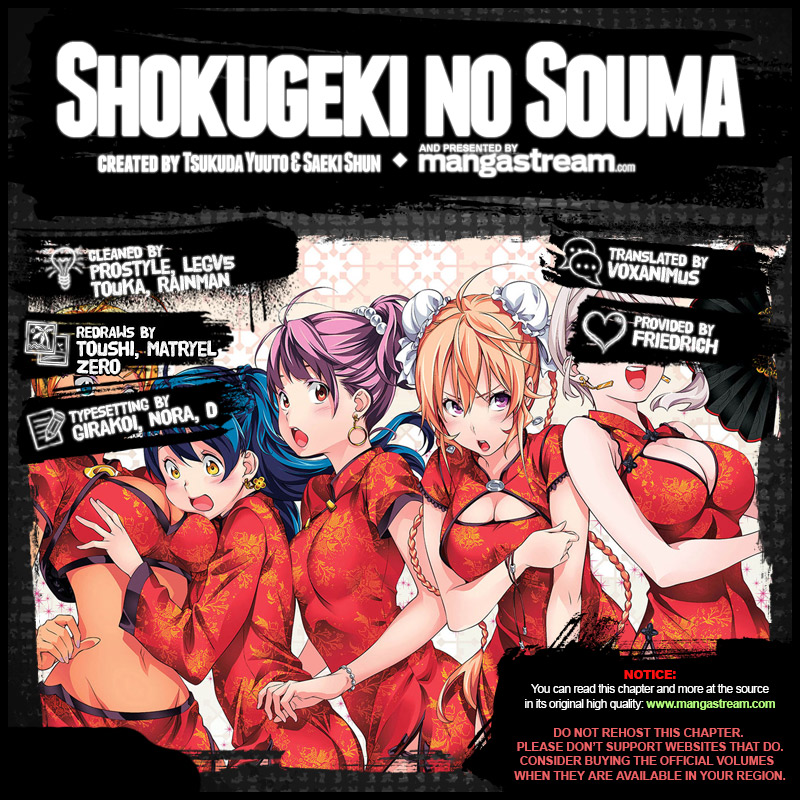 SHOKUGEKI NO SOUMA
CREATED BY TSUKUDA YUUTO & SAEKI SHUN ◆ AND PRESENTED BY
mangastream.com
CLEANED BY
PROSTYLE, LEGV5
TOUKA, RAINMAN
TRANSLATED BY
VOXANIMUS
REDRAWS BY
TOUSHI, MATRYEL
ZERO
PROVIDED BY
FRIEDRICH
TYPESETTING BY
GIRAKOI, NORA, D
NOTICE:
You can read this chapter and more at the source
in its original high quality: www.mangastream.com
DO NOT REHOST THIS CHAPTER.
PLEASE DON'T SUPPORT WEBSITES THAT DO.
CONSIDER BUYING THE OFFICIAL VOLUMES
WHEN THEY ARE AVAILABLE IN YOUR REGION.